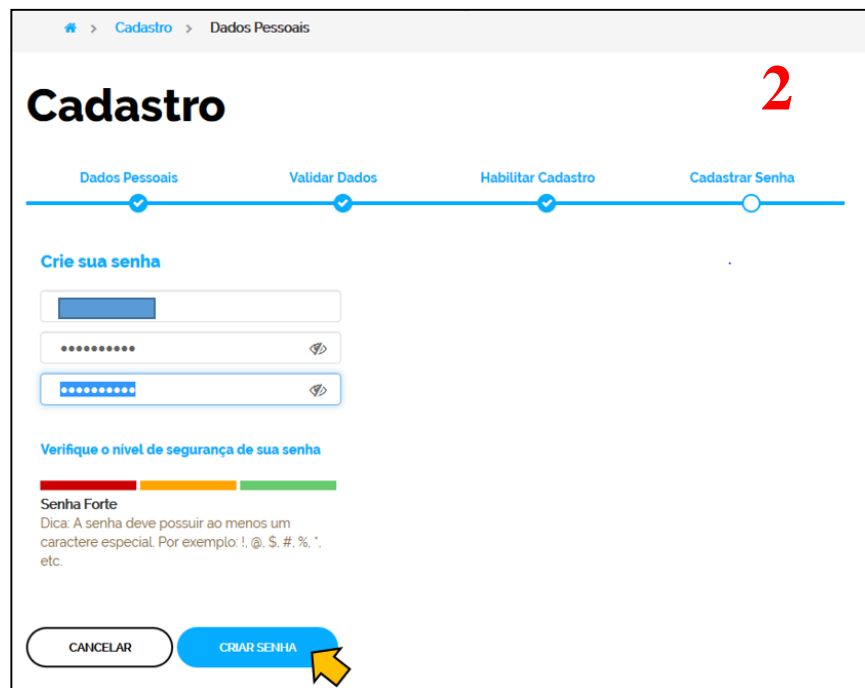 > Cadastro > Dados Pessoais
2
Cadastro
Dados Pessoais Validar Dados Habilitar Cadastro Cadastrar Senha
Crie sua senha
••••••••••
••••••••••
Verifique o nível de segurança de sua senha
Senha Forte
Dica: A senha deve possuir ao menos um
caractere especial. Por exemplo: !, @, $, #, %, *,
etc.
CANCELAR CRIAR SENHA